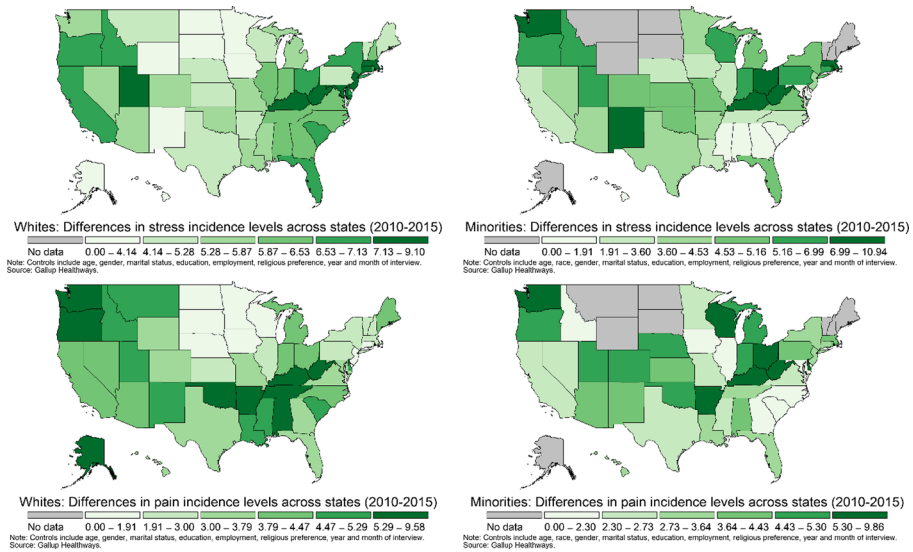 Whites: Differences in stress incidence levels across states (2010-2015)
No data 0.00 – 4.14 4.14 – 5.28 5.28 – 5.87 5.87 – 6.53 6.53 – 7.13 7.13 – 9.10
Note: Controls include age, gender, marital status, education, employment, religious preference, year and month of interview.
Source: Gallup Healthways.
Minorities: Differences in stress incidence levels across states (2010-2015)
No data 0.00 – 1.91 1.91 – 3.60 3.60 – 4.53 4.53 – 5.16 5.16 – 6.99 6.99 – 10.94
Note: Controls include age, race, gender, marital status, education, employment, religious preference, year and month of interview.
Source: Gallup Healthways.
Whites: Differences in pain incidence levels across states (2010-2015)
No data 0.00 – 1.91 1.91 – 3.00 3.00 – 3.79 3.79 – 4.47 4.47 – 5.29 5.29 – 9.58
Note: Controls include age, gender, marital status, education, employment, religious preference, year and month of interview.
Source: Gallup Healthways.
Minorities: Differences in pain incidence levels across states (2010-2015)
No data 0.00 – 2.30 2.30 – 2.73 2.73 – 3.64 3.64 – 4.43 4.43 – 5.30 5.30 – 9.86
Note: Controls include age, race, gender, marital status, education, employment, religious preference, year and month of interview.
Source: Gallup Healthways.